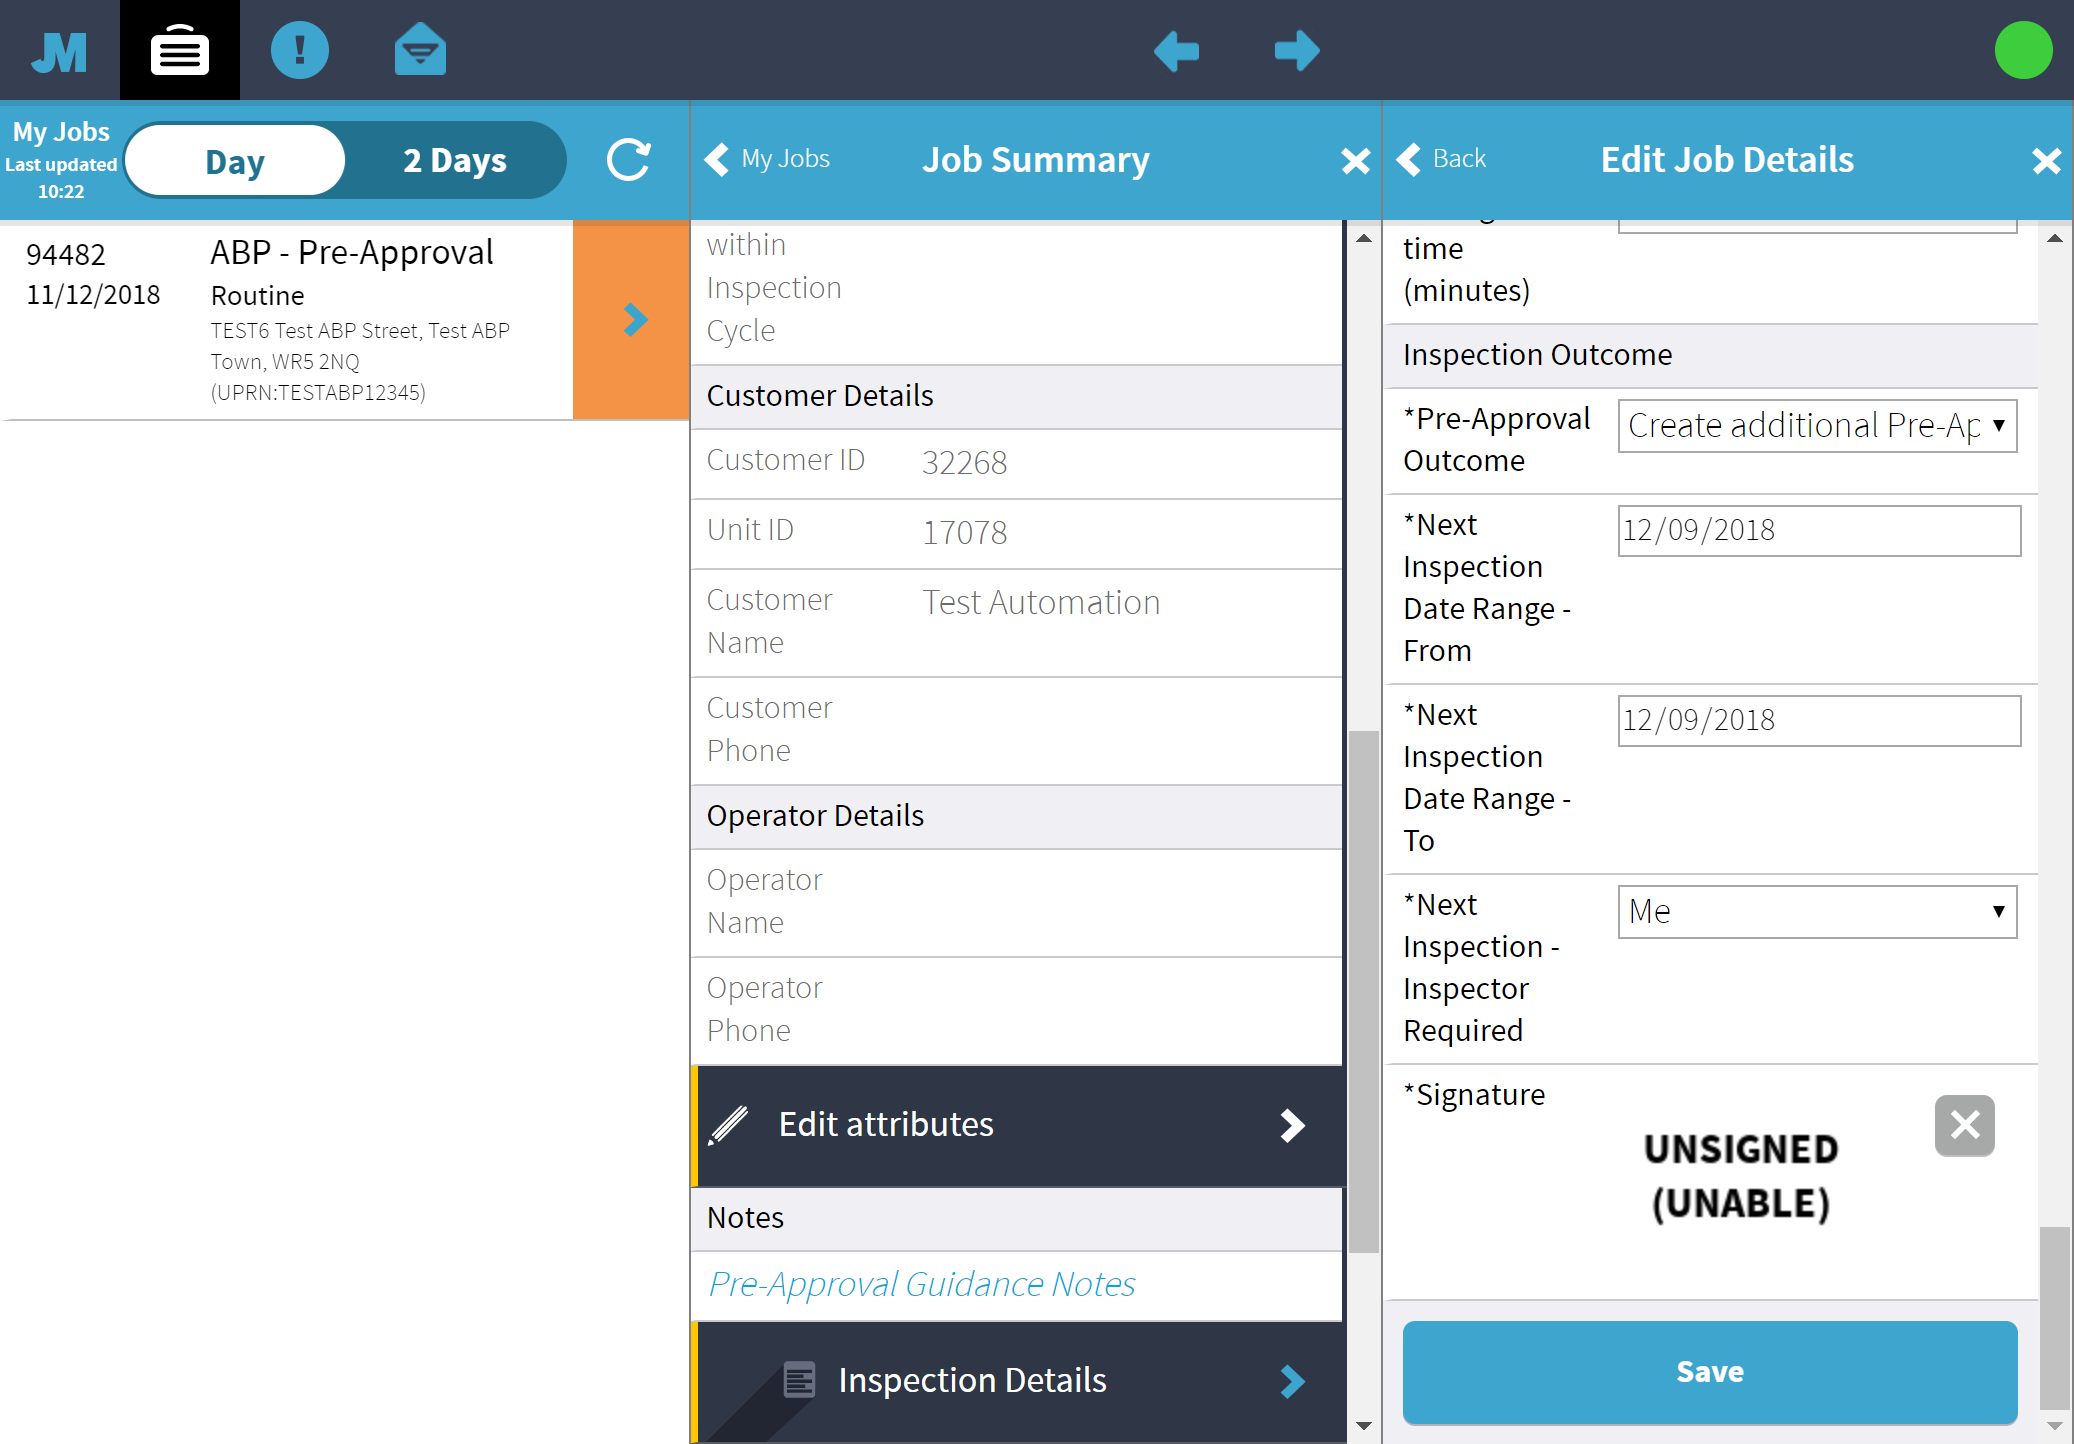 JM
My Jobs
Last updated
10:22
Day
2 Days
94482
11/12/2018
ABP - Pre-Approval
Routine
TEST6 Test ABP Street, Test ABP
Town, WR5 2NQ
(UPRN:TESTABP12345)
My Jobs
Job Summary
within
Inspection
Cycle
Customer Details
Customer ID
32268
Unit ID
17078
Customer
Name
Test Automation
Customer
Phone
Operator Details
Operator
Name
Operator
Phone
Edit attributes
Notes
Pre-Approval Guidance Notes
Inspection Details
Back
Edit Job Details
time
(minutes)
Inspection Outcome
*Pre-Approval
Outcome
Create additional Pre-Ap
*Next
Inspection
Date Range -
From
12/09/2018
*Next
Inspection
Date Range -
To
12/09/2018
*Next
Inspection -
Inspector
Required
Me
*Signature
UNSIGNED
(UNABLE)
Save